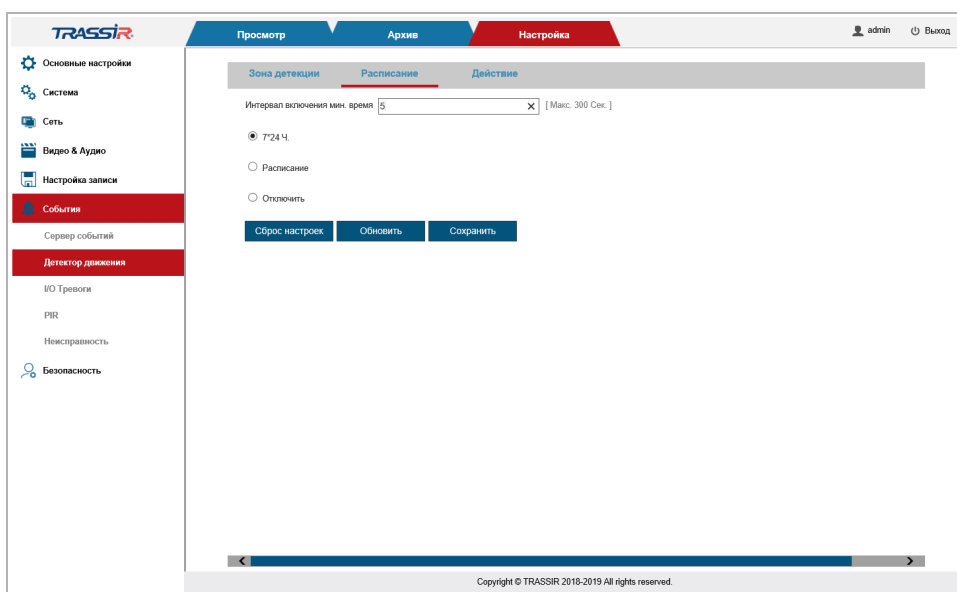 TRASSIR
Просмотр
Архив
Настройка
admin
Выход
Основные настройки
Система
Сеть
Видео & Аудио
Настройка записи
События
Сервер событий
Детектор движения
I/O Тревоги
PIR
Неисправность
Безопасность
Зона детекции
Расписание
Действие
Интервал включения мин. время 5 [ Макс. 300 Сек. ]
7*24 Ч.
Расписание
Отключить
Сброс настроек
Обновить
Сохранить
Copyright © TRASSIR 2018-2019 All rights reserved.